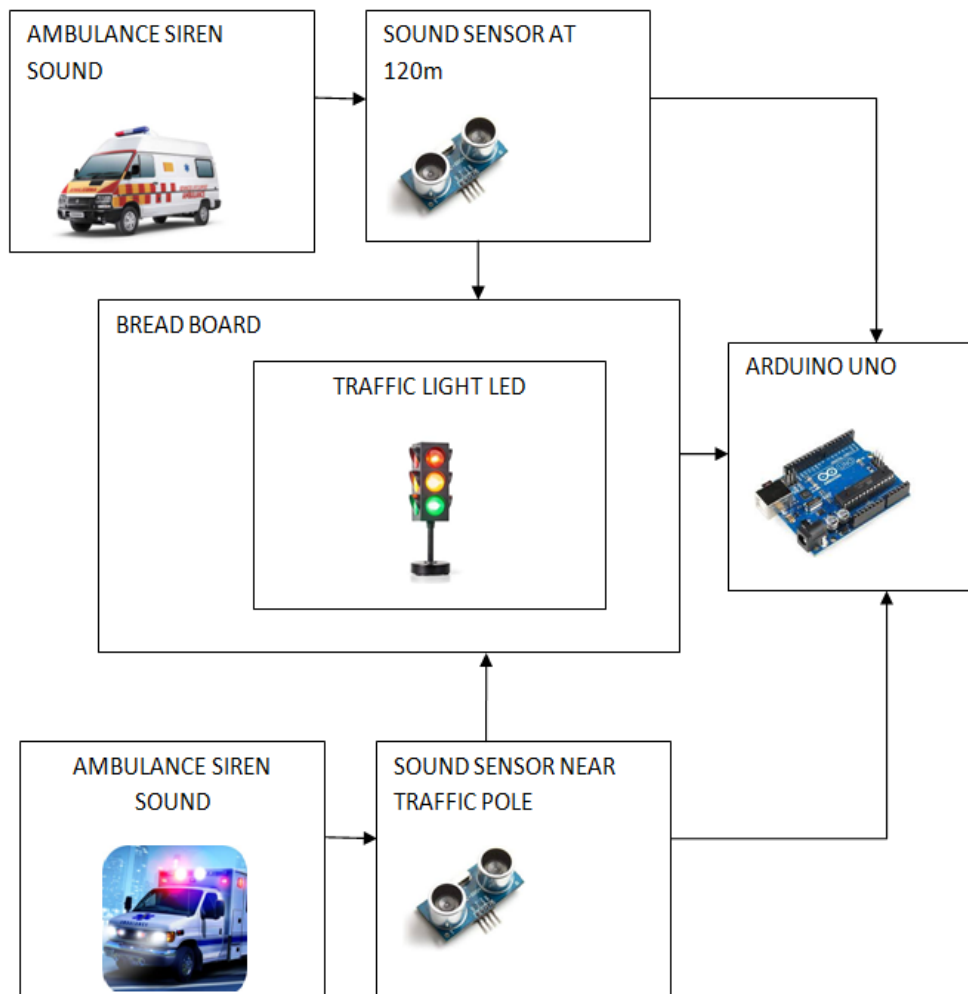 AMBULANCE SIREN
SOUND
SOUND SENSOR AT
120m
BREAD BOARD
TRAFFIC LIGHT LED
ARDUINO UNO
UNO
AMBULANCE SIREN
SOUND
SOUND SENSOR NEAR
TRAFFIC POLE